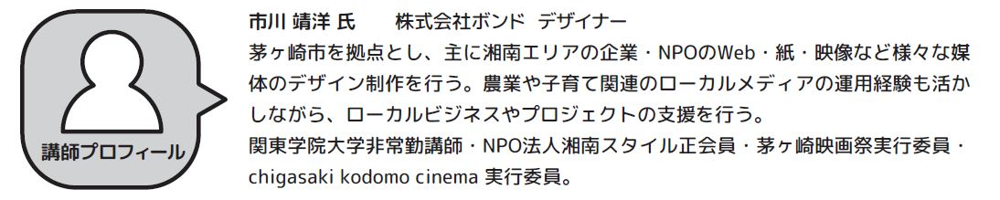 講師プロフィール
市川 靖洋 氏　　株式会社ボンド デザイナー
茅ヶ崎市を拠点とし、主に湘南エリアの企業・NPOのWeb・紙・映像など様々な媒
体のデザイン制作を行う。農業や子育て関連のローカルメディアの運用経験も活か
しながら、ローカルビジネスやプロジェクトの支援を行う。
関東学院大学非常勤講師・NPO法人湘南スタイル正会員・茅ヶ崎映画祭実行委員・
chigasaki kodomo cinema 実行委員。